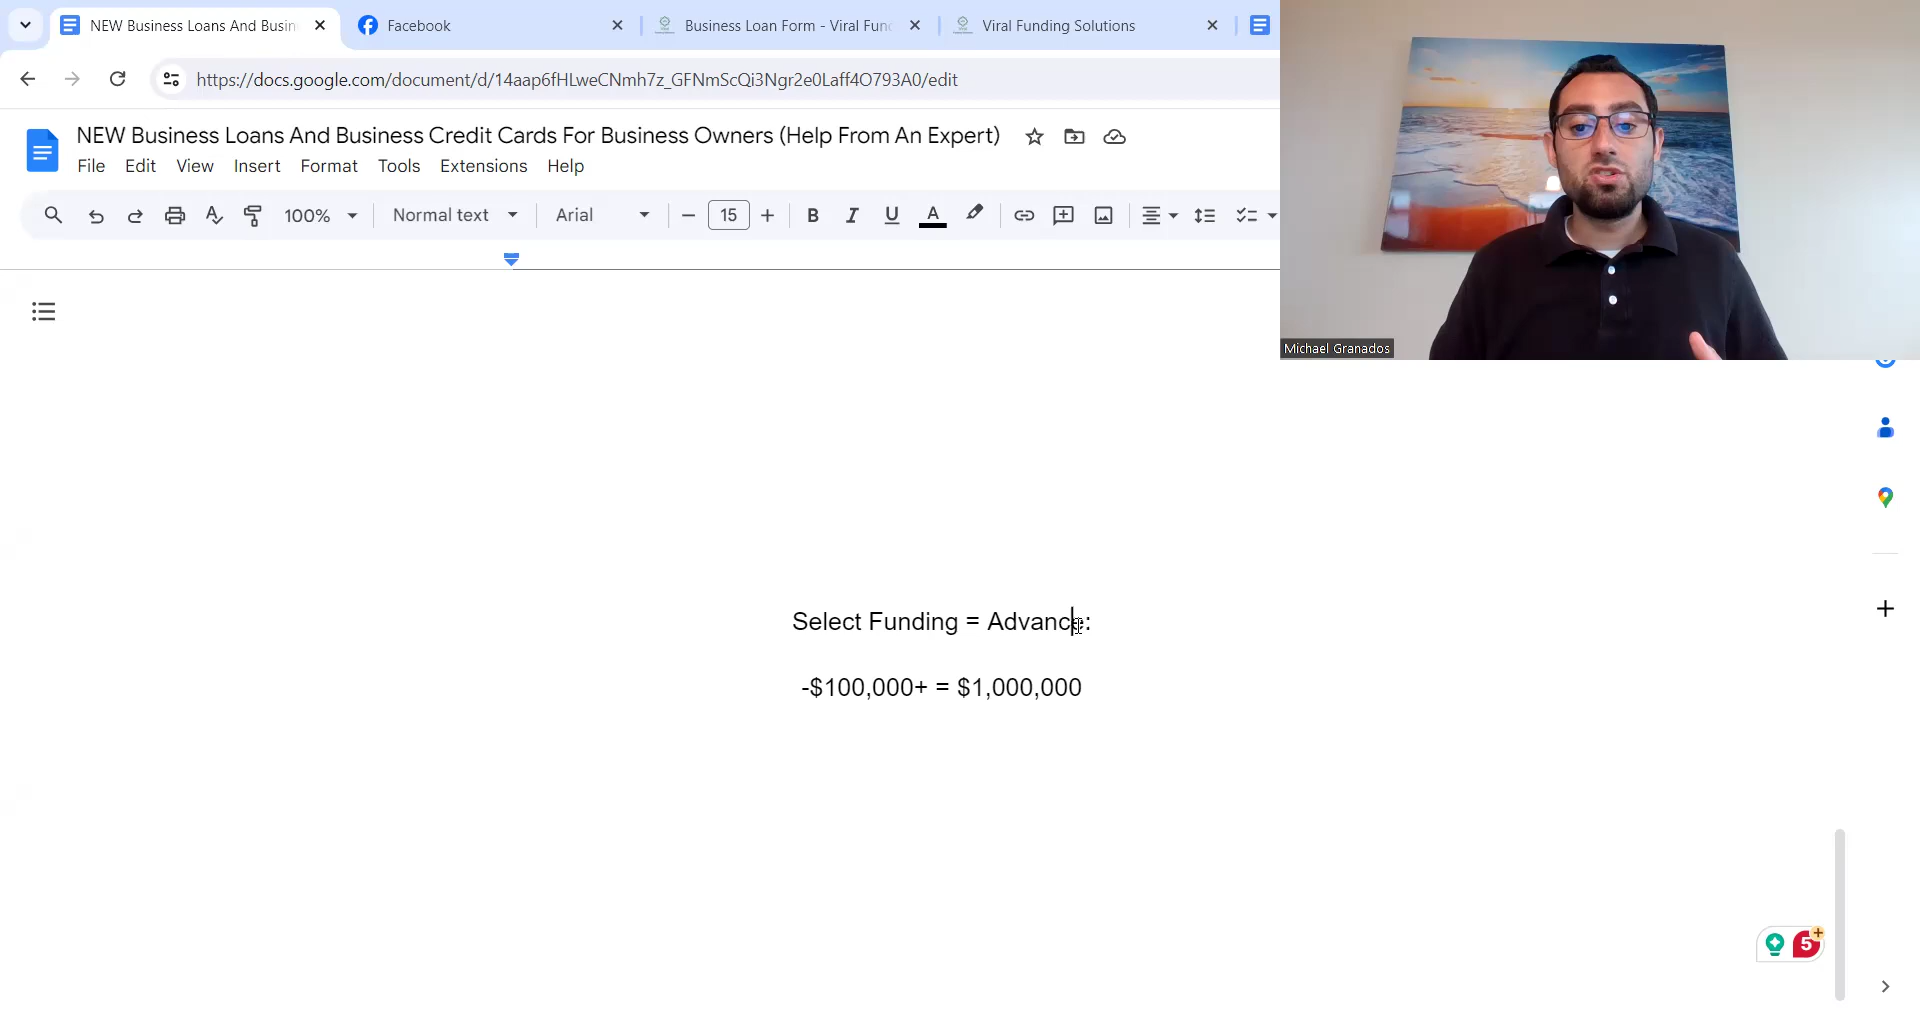 NEW Business Loans And Busin
Facebook
Business Loan Form - Viral Func
Viral Funding Solutions
https://docs.google.com/document/d/14aap6fHLweCNmh7z_GFNmScQi3Ngr2e0Laff4O793A0/edit
NEW Business Loans And Business Credit Cards For Business Owners (Help From An Expert)
File Edit View Insert Format Tools Extensions Help
100% Normal text Arial 15 B I U A
Michael Granados
Select Funding = Advance:
-$100,000+ = $1,000,000
5